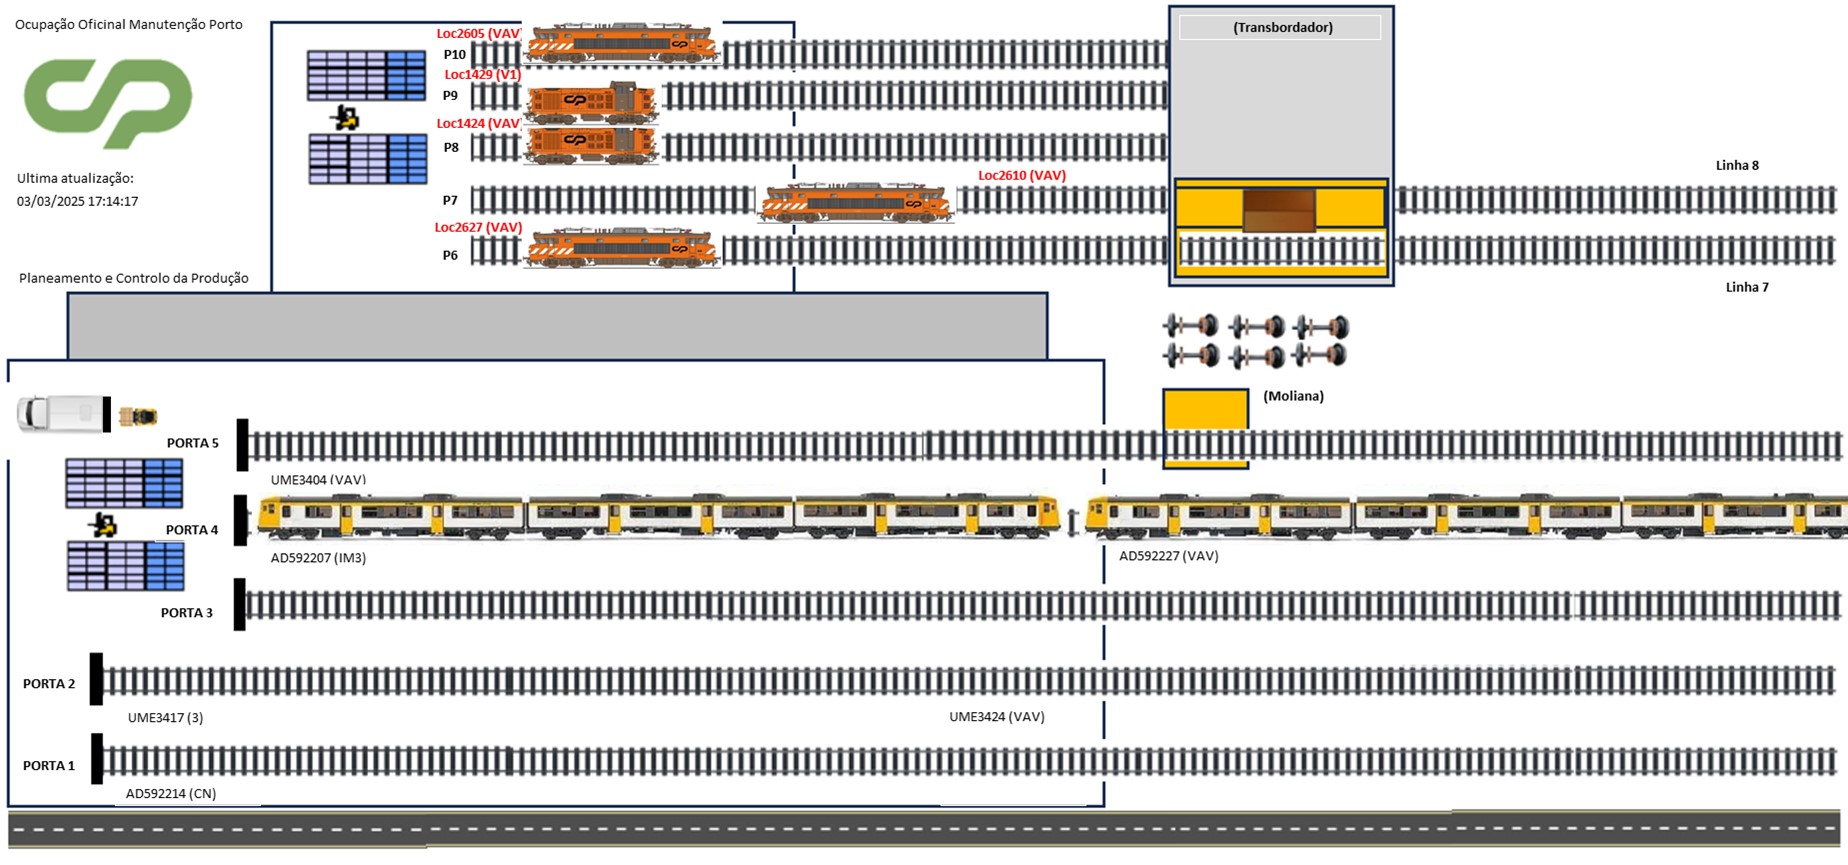 Ocupação Oficinal Manutenção Porto
Ultima atualização:
03/03/2025 17:14:17
Planeamento e Controlo da Produção
Loc2605 (VAV)
P10
Loc1429 (V1)
P9
Loc1424 (VAV)
P8
Loc2610 (VAV)
P7
Loc2627 (VAV)
P6
(Transbordador)
Linha 8
Linha 7
(Moliana)
PORTA 5
UME3404 (VAV)
PORTA 4
AD592207 (IM3)
AD592227 (VAV)
PORTA 3
PORTA 2
UME3417 (3)
UME3424 (VAV)
PORTA 1
AD592214 (CN)